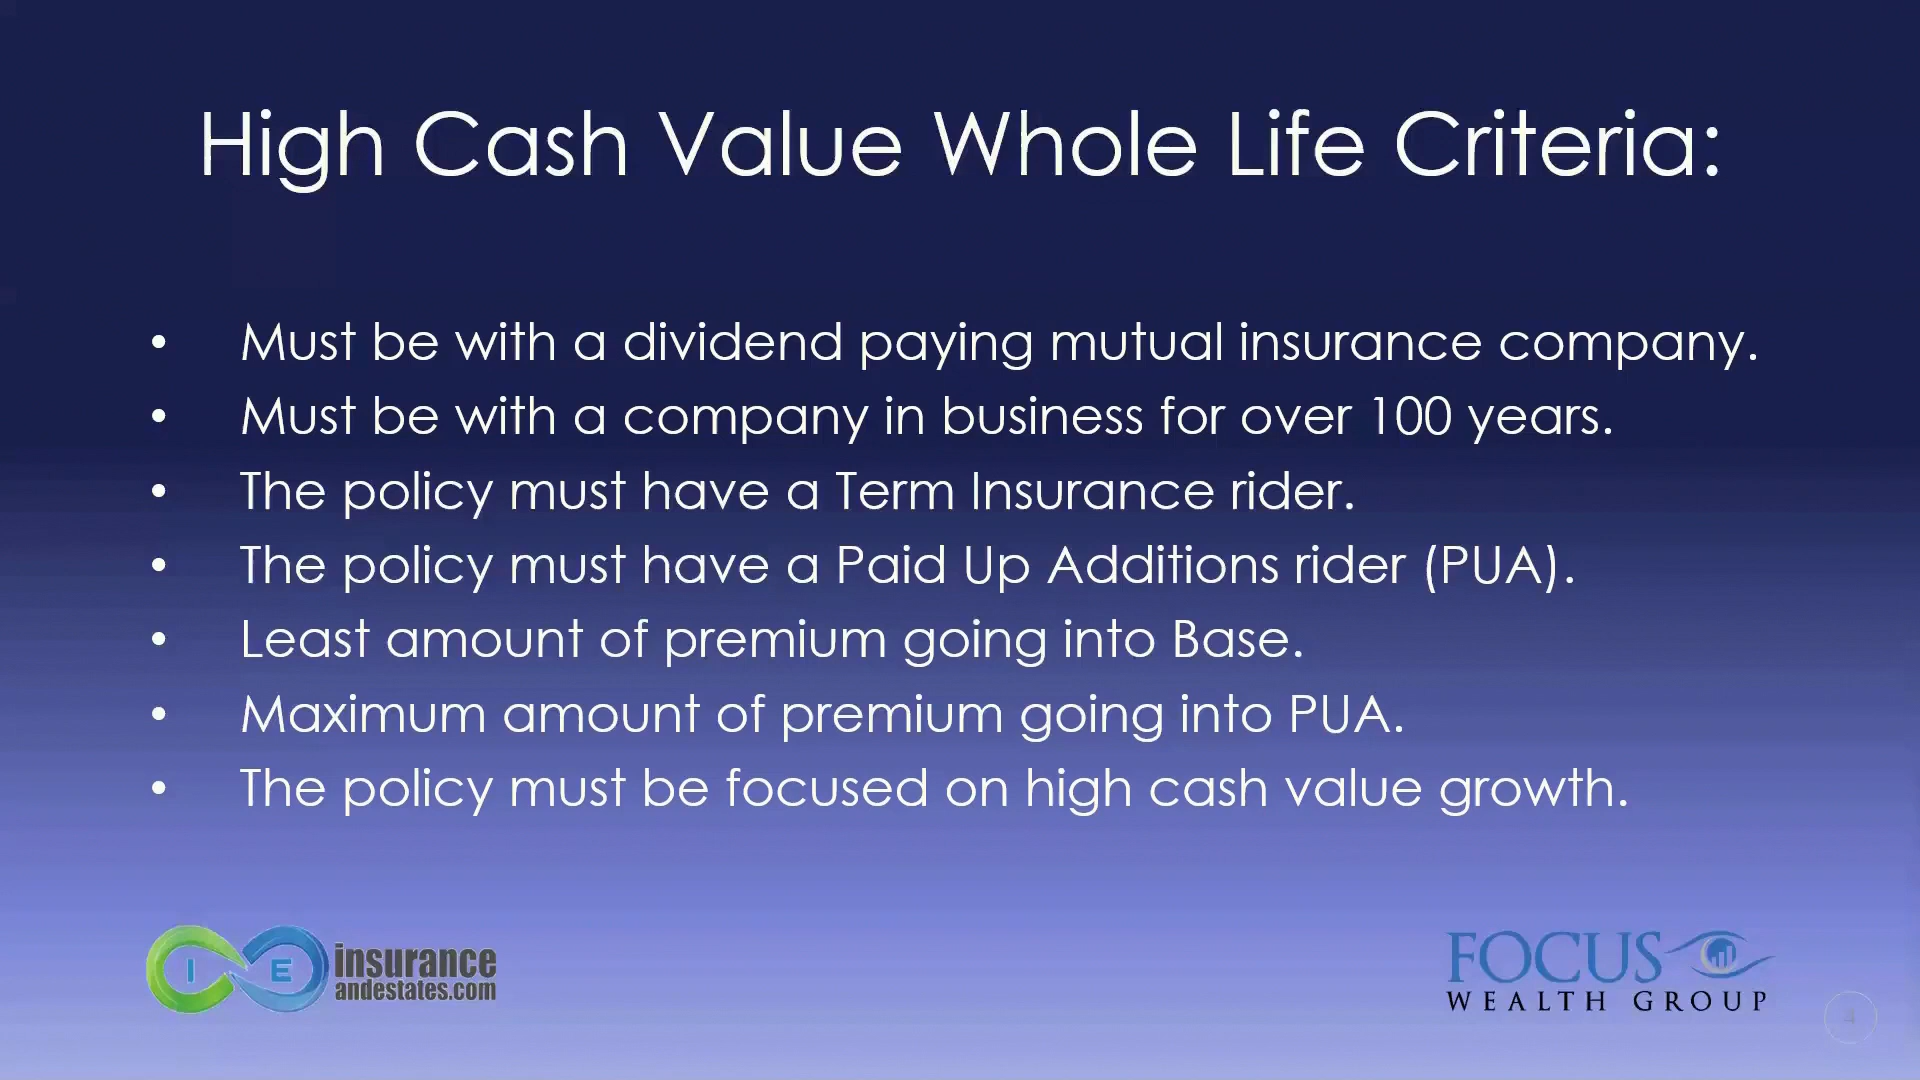 High Cash Value Whole Life Criteria:
• Must be with a dividend paying mutual insurance company.
• Must be with a company in business for over 100 years.
• The policy must have a Term Insurance rider.
• The policy must have a Paid Up Additions rider (PUA).
• Least amount of premium going into Base.
• Maximum amount of premium going into PUA.
• The policy must be focused on high cash value growth.
I E insurance
andestates.com
FOCUS
WEALTH GROUP
4